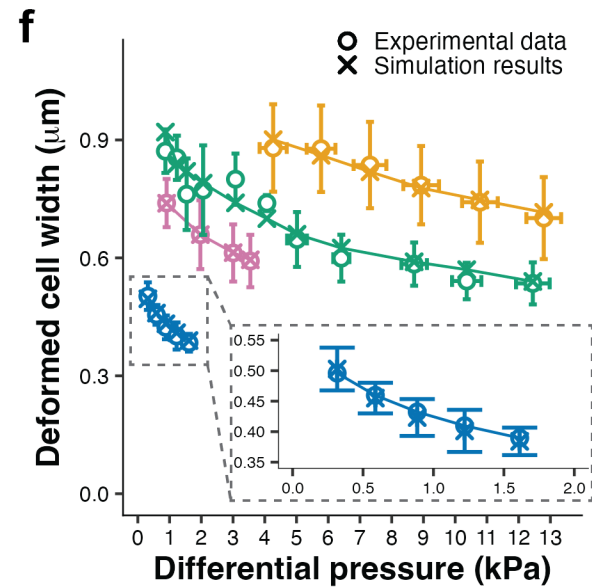 f
Experimental data
Simulation results
Deformed cell width (μm)
0.9
0.6
0.3
0.0
0.55
0.50
0.45
0.40
0.35
0.0 0.5 1.0 1.5 2.0
0 1 2 3 4 5 6 7 8 9 10 11 12 13
Differential pressure (kPa)